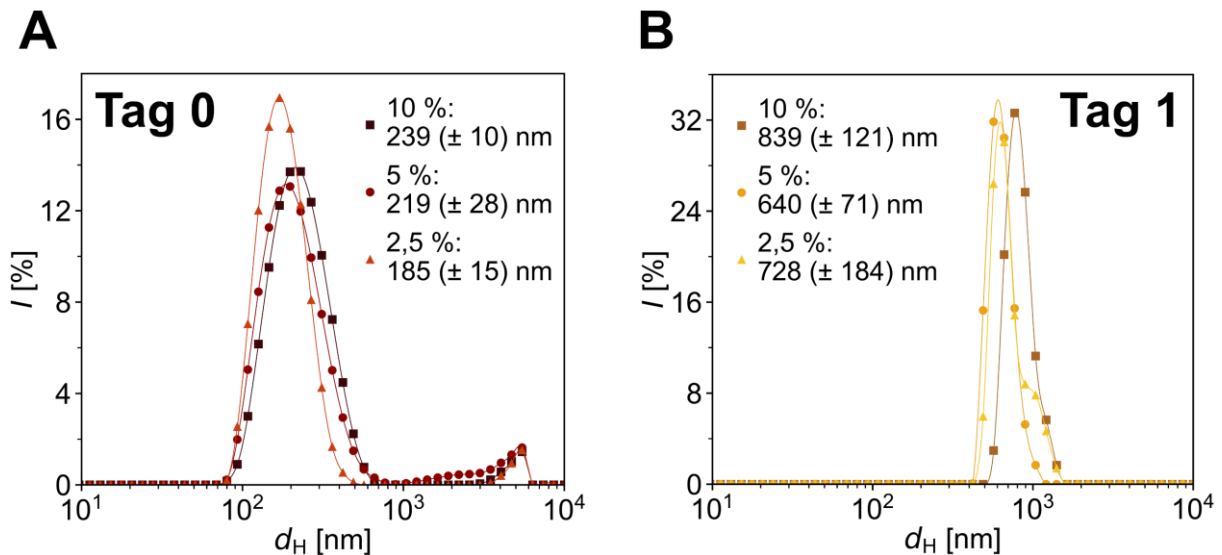 A
Tag 0
10 %:
239 (± 10) nm
5 %:
219 (± 28) nm
2,5 %:
185 (± 15) nm
16
12
8
4
0
I [%]
10¹
10²
10³
10⁴
d_H [nm]
B
Tag 1
10 %:
839 (± 121) nm
5 %:
640 (± 71) nm
2,5 %:
728 (± 184) nm
32
24
16
8
0
I [%]
10¹
10²
10³
10⁴
d_H [nm]